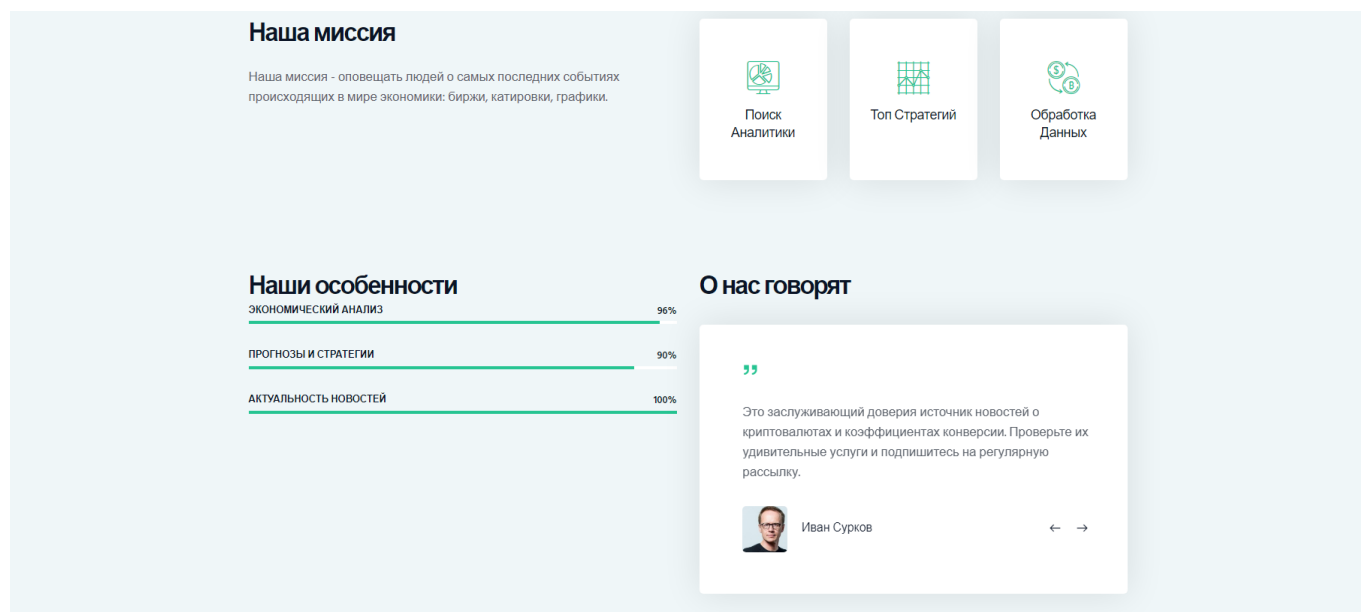 Наша миссия
Наша миссия - оповещать людей о самых последних событиях
происходящих в мире экономики: биржи, катировки, графики.
Поиск
Аналитики
Топ Стратегий
Обработка
Данных
Наши особенности
ЭКОНОМИЧЕСКИЙ АНАЛИЗ 96%
ПРОГНОЗЫ И СТРАТЕГИИ 90%
АКТУАЛЬНОСТЬ НОВОСТЕЙ 100%
О нас говорят
Это заслуживающий доверия источник новостей о
криптовалютах и коэффициентах конверсии. Проверьте их
удивительные услуги и подпишитесь на регулярную
рассылку.
Иван Сурков